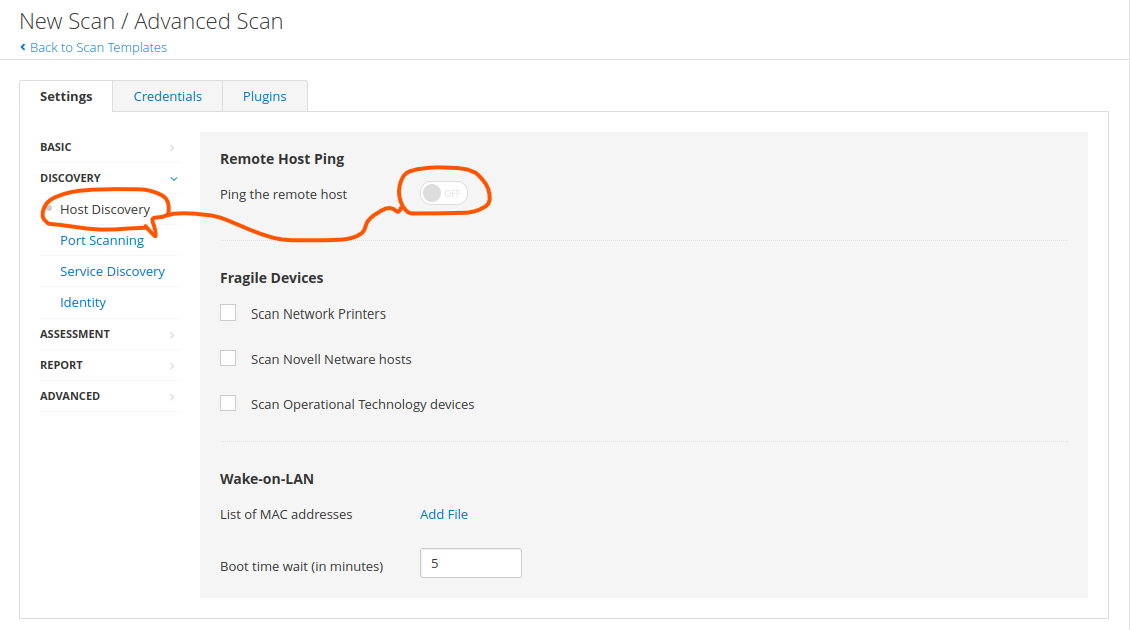 New Scan / Advanced Scan
Back to Scan Templates
Settings Credentials Plugins
BASIC
DISCOVERY
Host Discovery
Port Scanning
Service Discovery
Identity
ASSESSMENT
REPORT
ADVANCED
Remote Host Ping
Ping the remote host OFF
Fragile Devices
Scan Network Printers
Scan Novell Netware hosts
Scan Operational Technology devices
Wake-on-LAN
List of MAC addresses Add File
Boot time wait (in minutes) 5